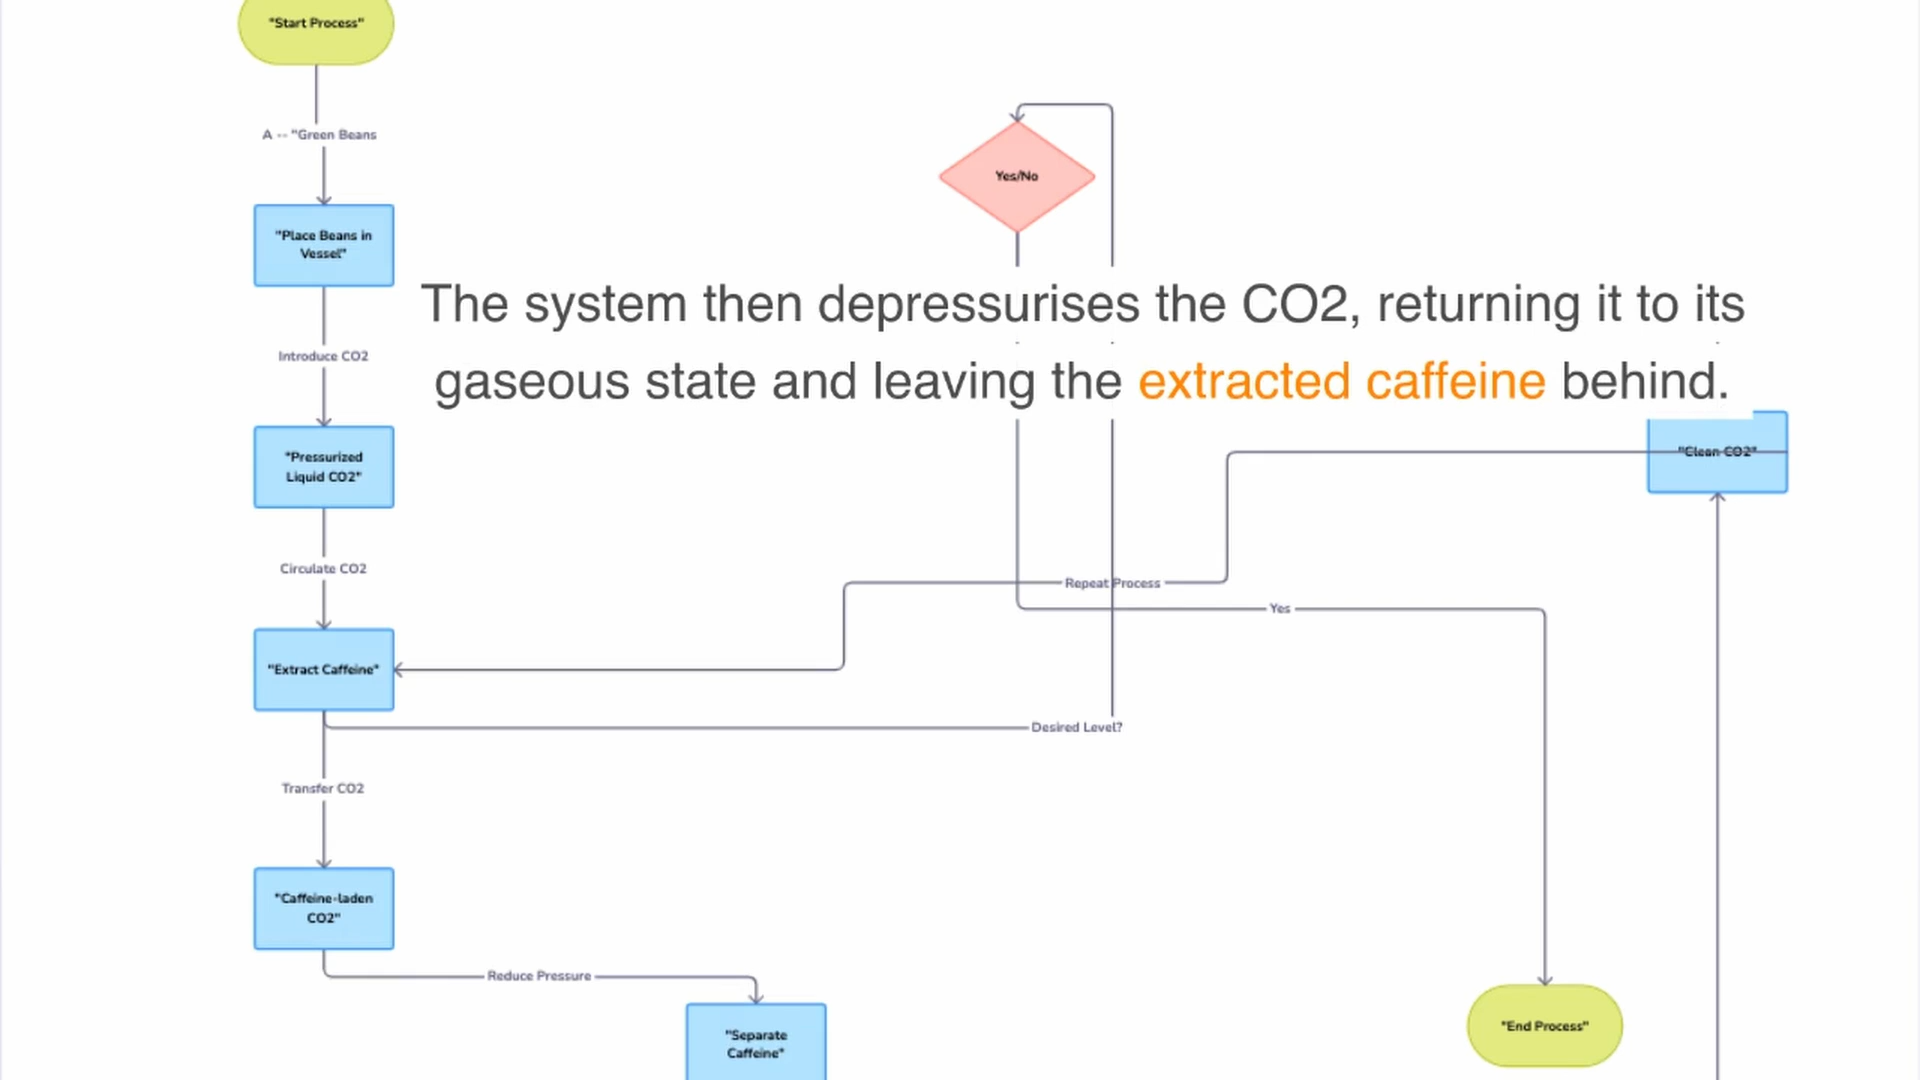 "Start Process"
A -- "Green Beans
Yes/No
"Place Beans in
Vessel"
The system then depressurises the CO2, returning it to its
gaseous state and leaving the extracted caffeine behind.
Introduce CO2
"Clean CO2"
"Pressurized
Liquid CO2"
Circulate CO2
Repeat Process
Yes
"Extract Caffeine"
Desired Level?
Transfer CO2
"Caffeine-laden
CO2"
Reduce Pressure
"End Process"
"Separate
Caffeine"